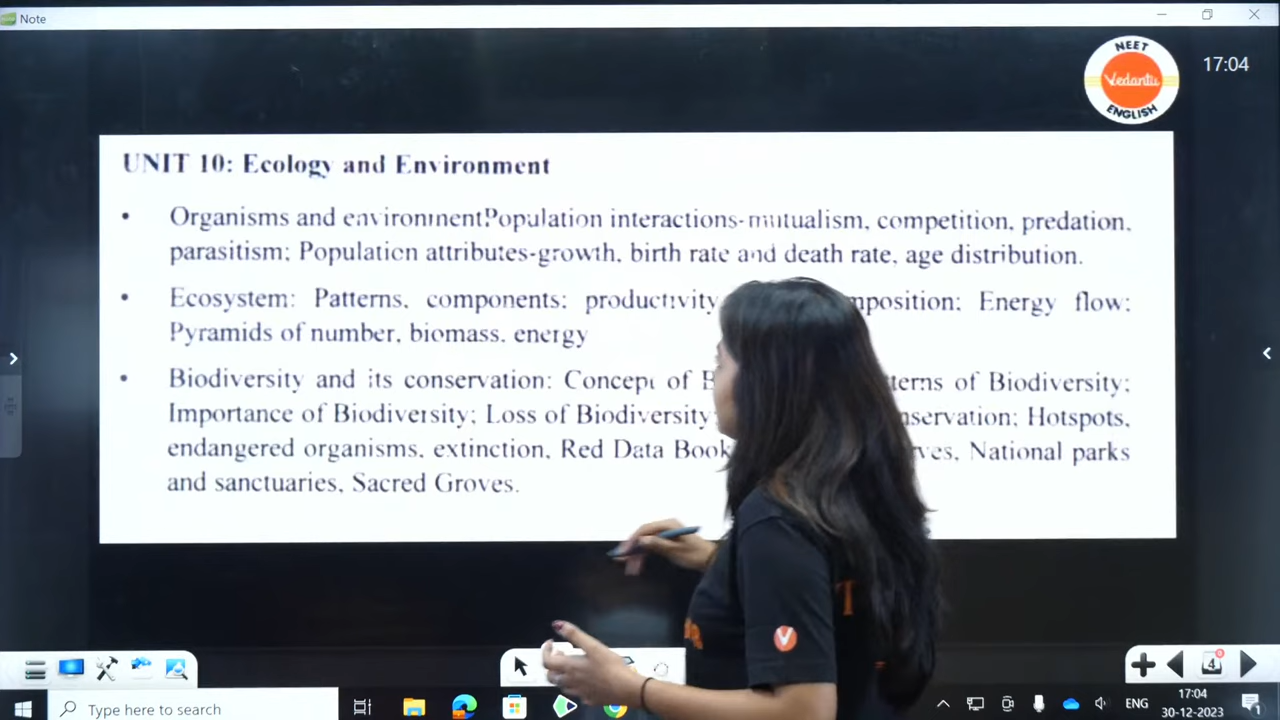 Note
NEET
Vedantu
ENGLISH
17:04
UNIT 10: Ecology and Environment
• Organisms and environmentPopulation interactions-mutualism, competition, predation,
parasitism; Population attributes-growth, birth rate and death rate, age distribution.
• Ecosystem: Patterns, components; productivity mposition; Energy flow;
Pyramids of number, biomass, energy
• Biodiversity and its conservation: Concept of B terns of Biodiversity;
Importance of Biodiversity; Loss of Biodiversity; nservation; Hotspots,
endangered organisms, extinction, Red Data Book ves, National parks
and sanctuaries, Sacred Groves.
4
Type here to search
ENG
17:04
30-12-2023